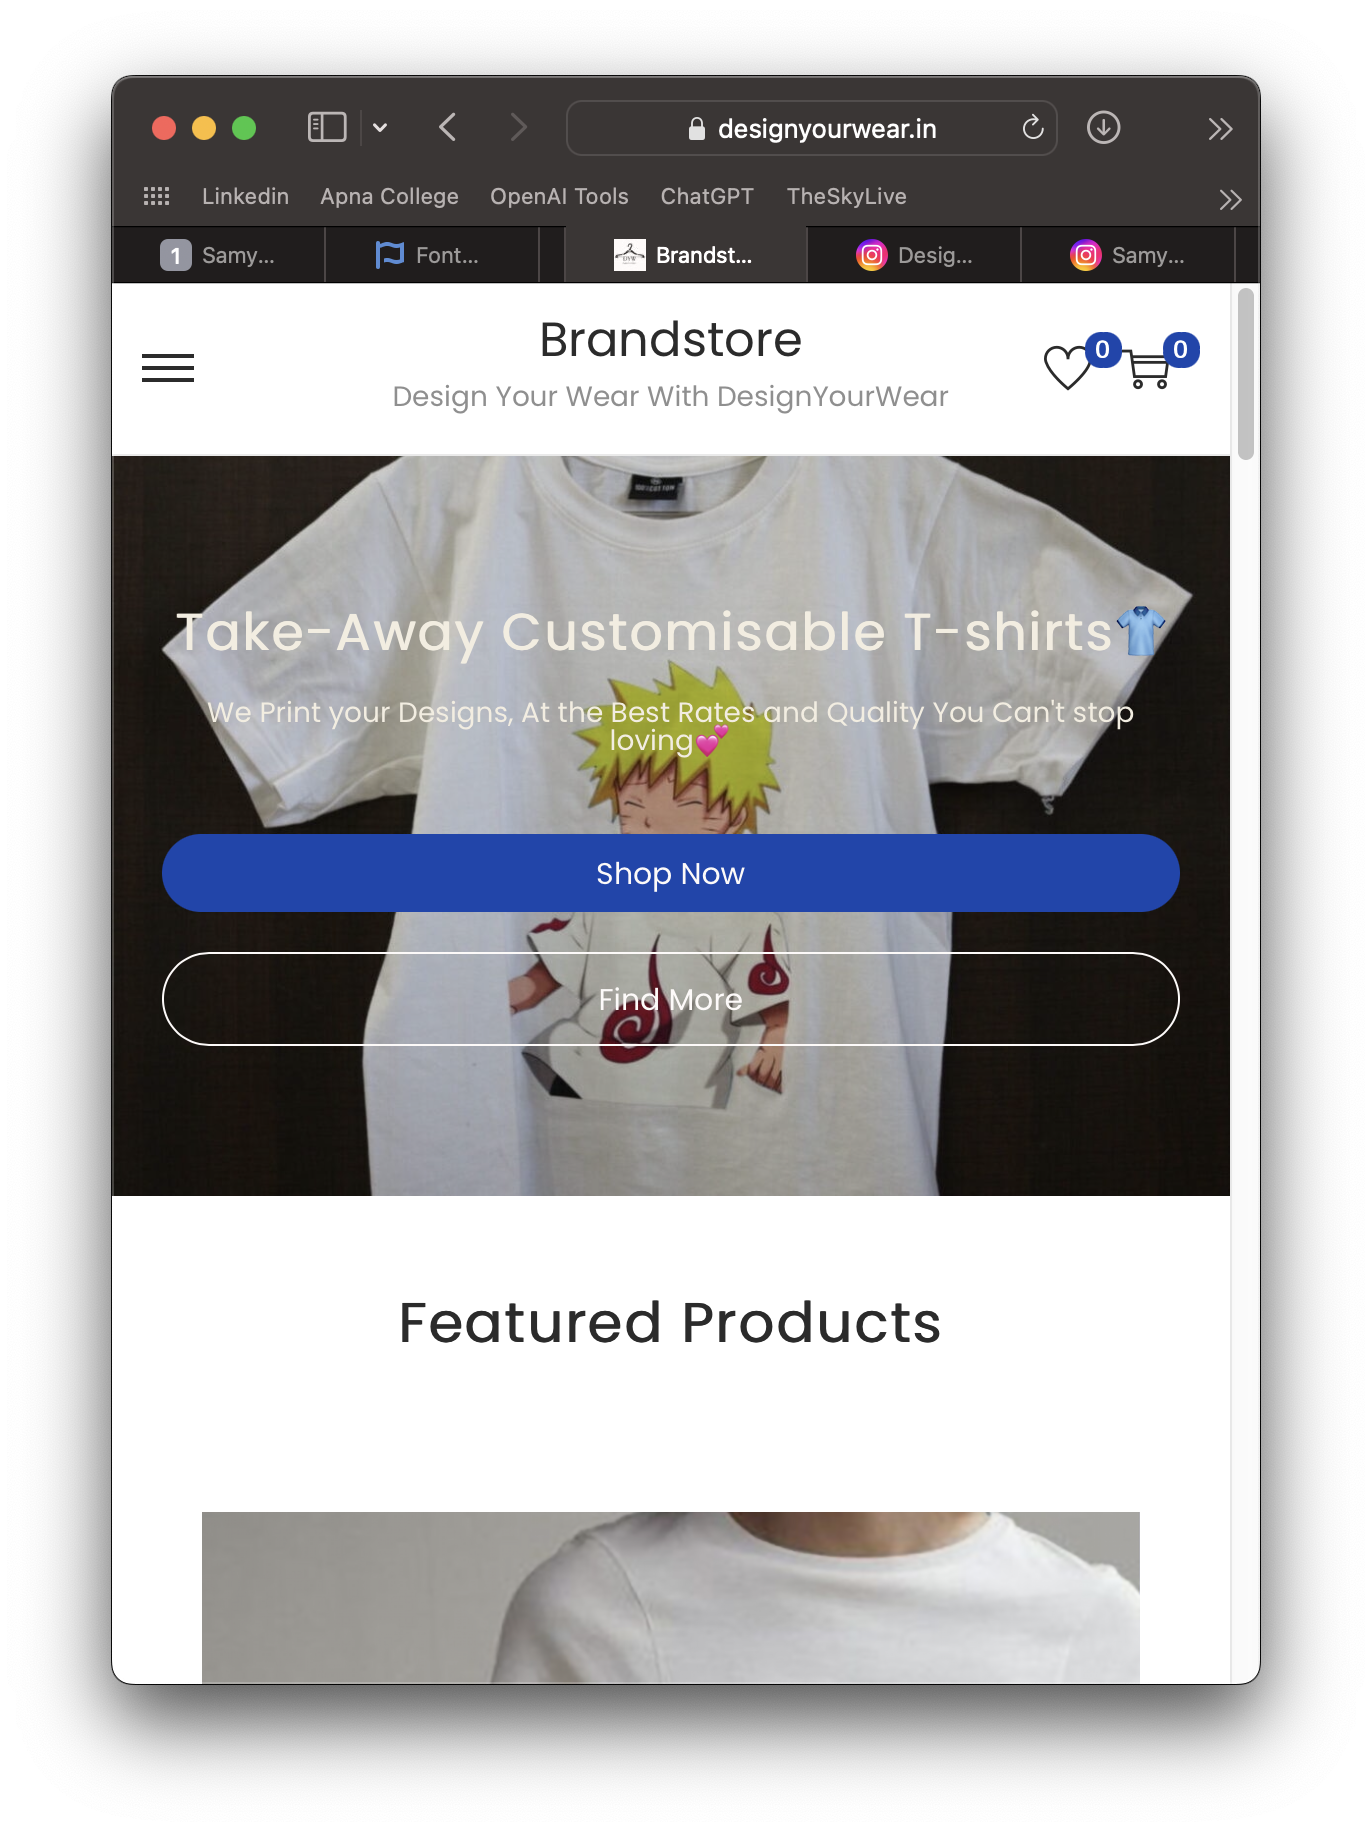 designyourwear.in
Linkedin Apna College OpenAI Tools ChatGPT TheSkyLive
1 Samy... Font... Brandst... Desig... Samy...
Brandstore
Design Your Wear With DesignYourWear
0 0
Take-Away Customisable T-shirts👕
We Print your Designs, At the Best Rates and Quality You Can't stop
loving💕
Shop Now
Find More
Featured Products